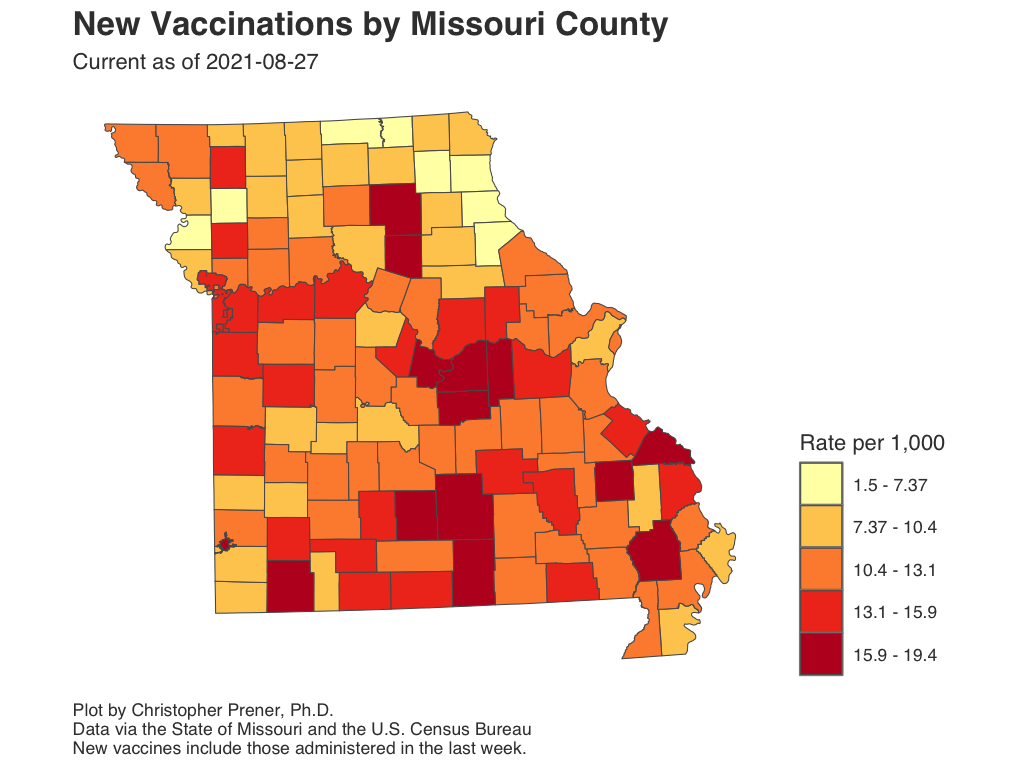 New Vaccinations by Missouri County
Current as of 2021-08-27
Rate per 1,000
1.5 - 7.37
7.37 - 10.4
10.4 - 13.1
13.1 - 15.9
15.9 - 19.4
Plot by Christopher Prener, Ph.D.
Data via the State of Missouri and the U.S. Census Bureau
New vaccines include those administered in the last week.